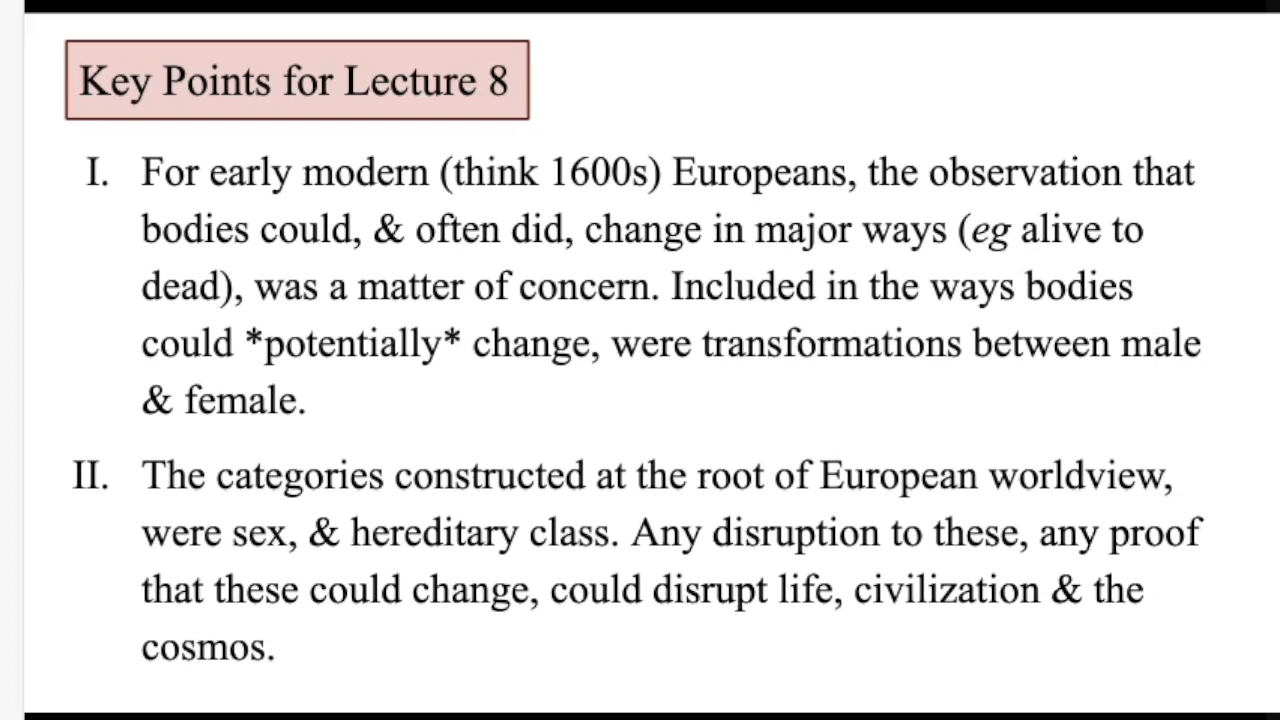 Key Points for Lecture 8
I. For early modern (think 1600s) Europeans, the observation that
bodies could, & often did, change in major ways (eg alive to
dead), was a matter of concern. Included in the ways bodies
could *potentially* change, were transformations between male
& female.
II. The categories constructed at the root of European worldview,
were sex, & hereditary class. Any disruption to these, any proof
that these could change, could disrupt life, civilization & the
cosmos.